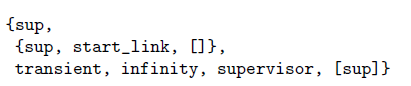 {sup,
{sup, start_link, []},
transient, infinity, supervisor, [sup]}